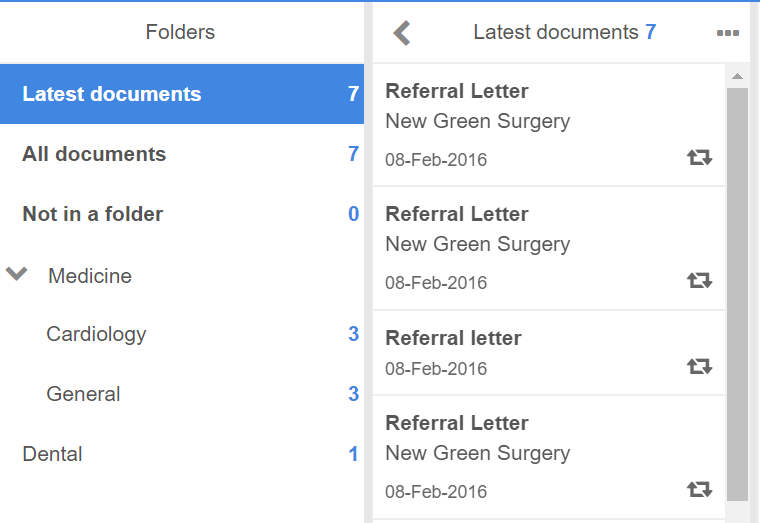 Folders
Latest documents 7
All documents 7
Not in a folder 0
Medicine
Cardiology 3
General 3
Dental 1
Latest documents 7
Referral Letter
New Green Surgery
08-Feb-2016
Referral Letter
New Green Surgery
08-Feb-2016
Referral letter
08-Feb-2016
Referral Letter
New Green Surgery
08-Feb-2016